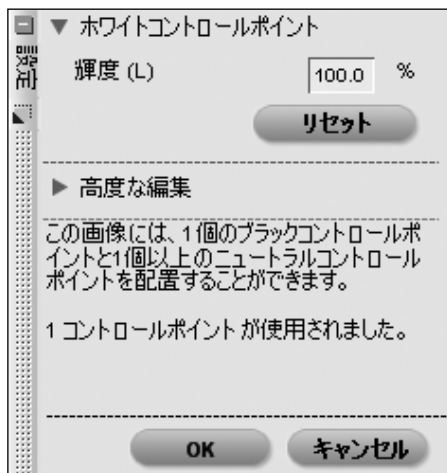 設定
▼ ホワイトコントロールポイント
輝度 (L) 100.0 %
リセット
▶ 高度な編集
この画像には、1個のブラックコントロールポ
イントと1個以上のニュートラルコントロール
ポイントを配置することができます。
1 コントロールポイント が使用されました。
OK キャンセル